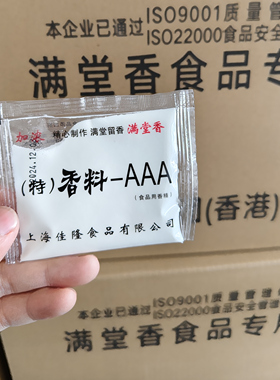 本企业已通过 ISO9001质量管
ISO22000食品安全
满堂香食品专
加浓 精心制作 满堂留香 满堂香
2024.12
(特)香料-AAA
(食品用香精)
上海佳隆食品有限公司
(香港)
本企业已通过 ISO9001质量管
ISO22000食品安全
满堂香食品专用